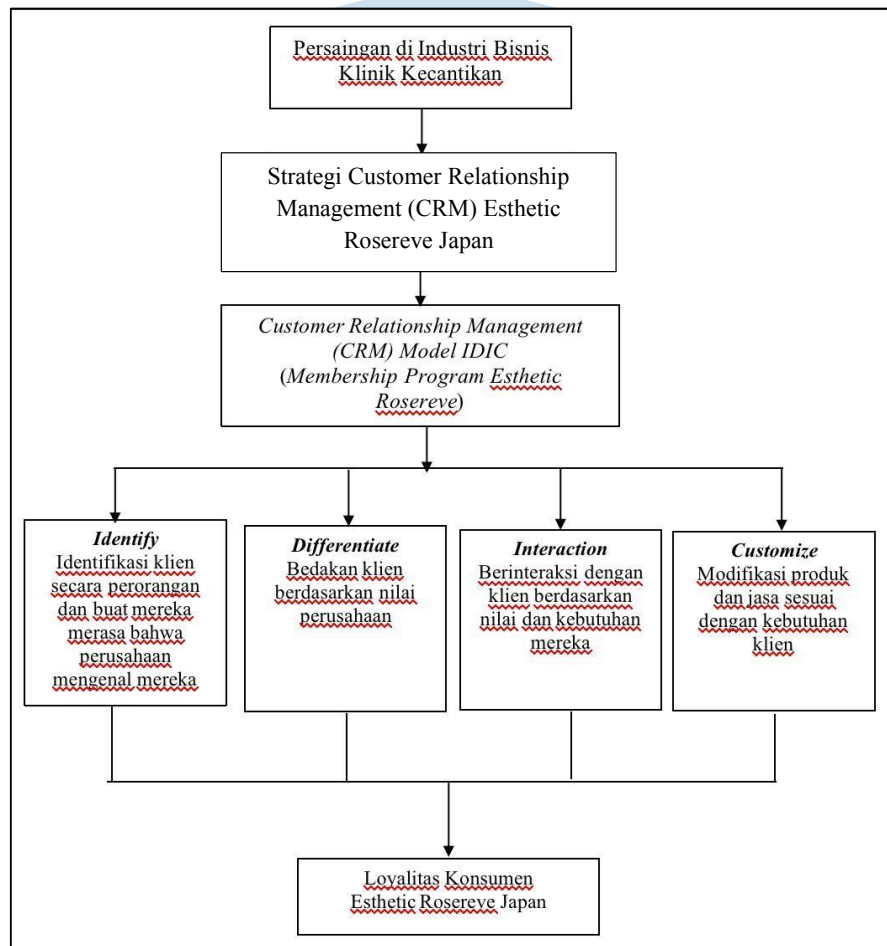 Persaingan di Industri Bisnis
Klinik Kecantikan
Strategi Customer Relationship
Management (CRM) Esthetic
Rosereve Japan
Customer Relationship Management
(CRM) Model IDIC
(Membership Program Esthetic
Rosereve)
Identify
Identifikasi klien
secara perorangan
dan buat mereka
merasa bahwa
perusahaan
mengenal mereka
Differentiate
Bedakan klien
berdasarkan nilai
perusahaan
Interaction
Berinteraksi dengan
klien berdasarkan
nilai dan kebutuhan
mereka
Customize
Modifikasi produk
dan jasa sesuai
dengan kebutuhan
klien
Loyalitas Konsumen
Esthetic Rosereve Japan